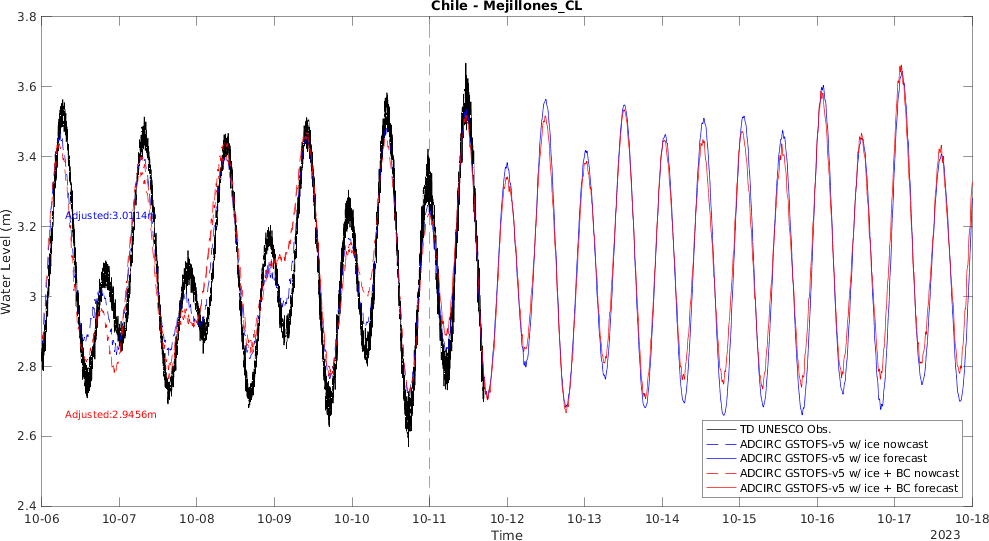 Chile - Mejillones_CL
3.8
3.6
3.4
3.2
3
2.8
2.6
2.4
Water Level (m)
Adjusted:3.0114m
Adjusted:2.9456m
TD UNESCO Obs.
ADCIRC GSTOFS-v5 w/ ice nowcast
ADCIRC GSTOFS-v5 w/ ice forecast
ADCIRC GSTOFS-v5 w/ ice + BC nowcast
ADCIRC GSTOFS-v5 w/ ice + BC forecast
10-06 10-07 10-08 10-09 10-10 10-11 10-12 10-13 10-14 10-15 10-16 10-17 10-18
Time
2023